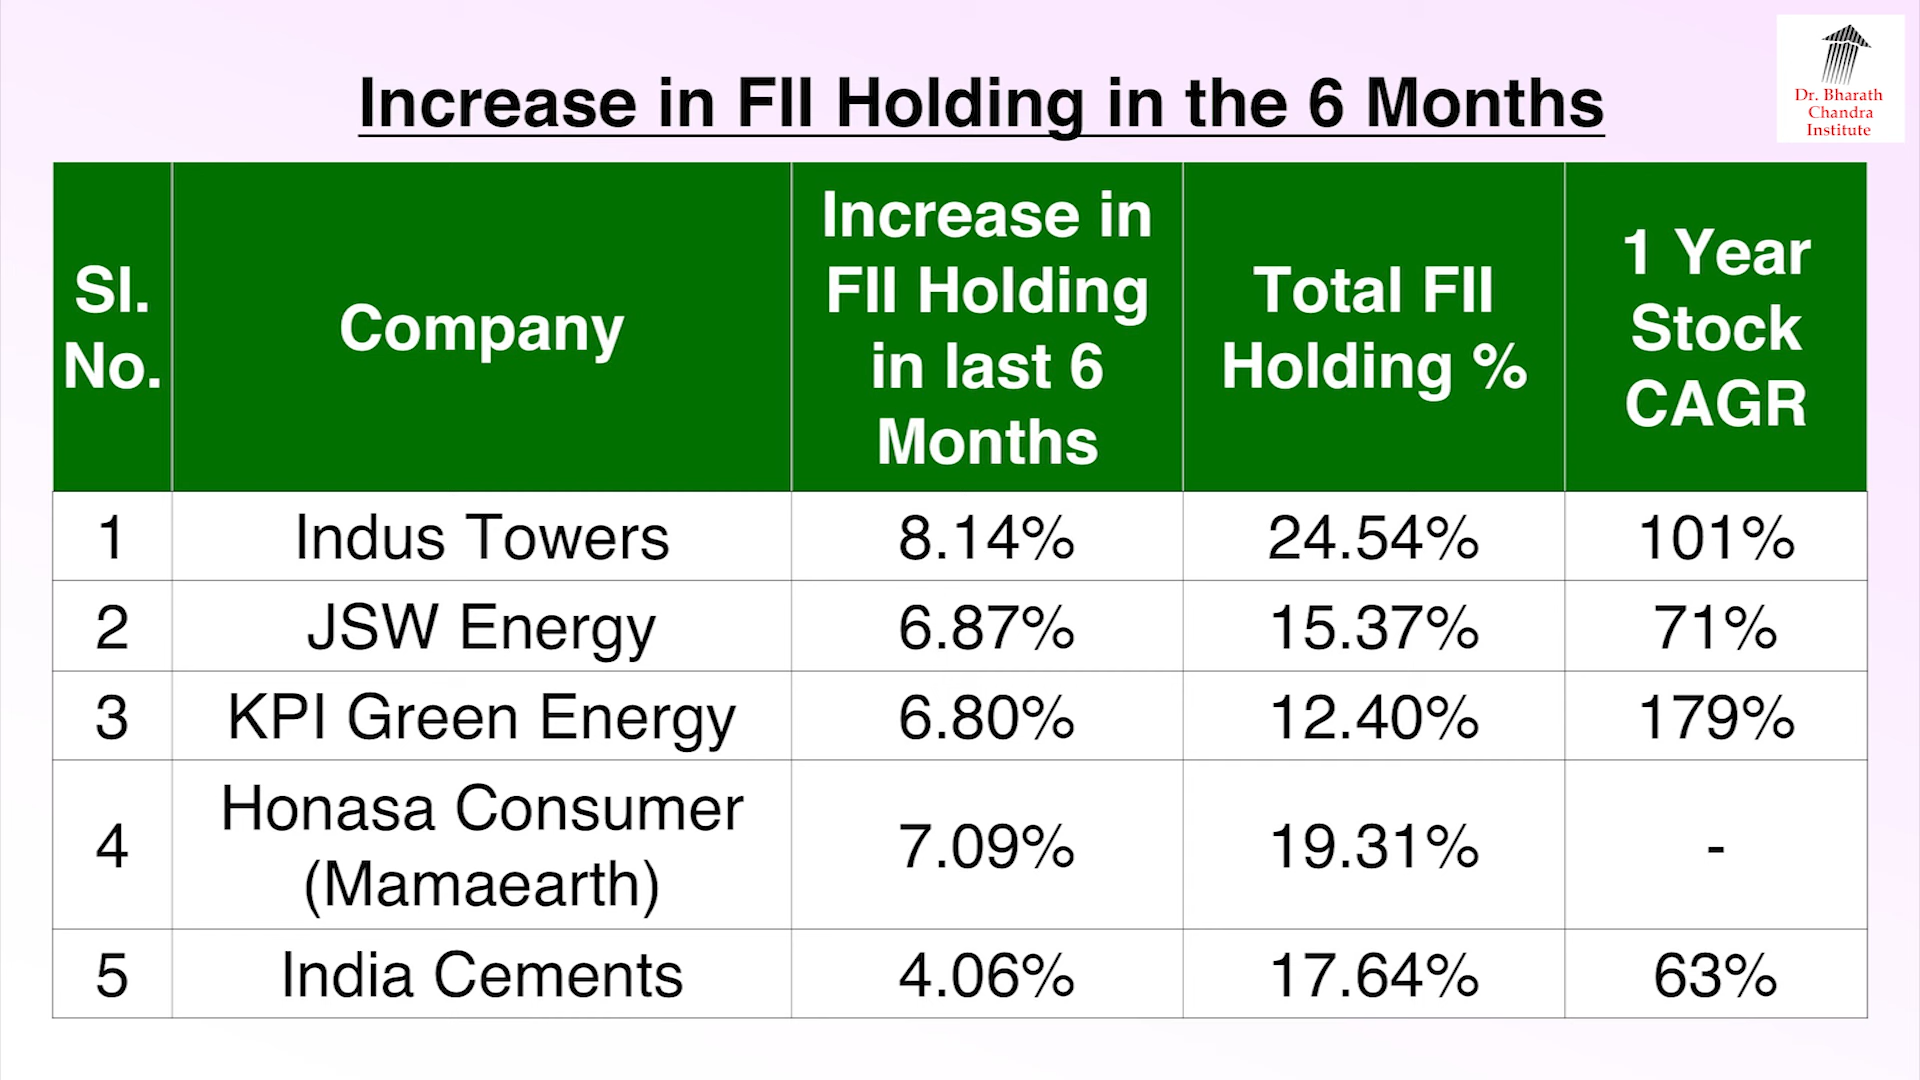 Increase in FII Holding in the 6 Months
Dr. Bharath
Chandra
Institute
Sl.
No.
Company
Increase in
FII Holding
in last 6
Months
Total FII
Holding %
1 Year
Stock
CAGR
1 Indus Towers 8.14% 24.54% 101%
2 JSW Energy 6.87% 15.37% 71%
3 KPI Green Energy 6.80% 12.40% 179%
4 Honasa Consumer
(Mamaearth) 7.09% 19.31% -
5 India Cements 4.06% 17.64% 63%